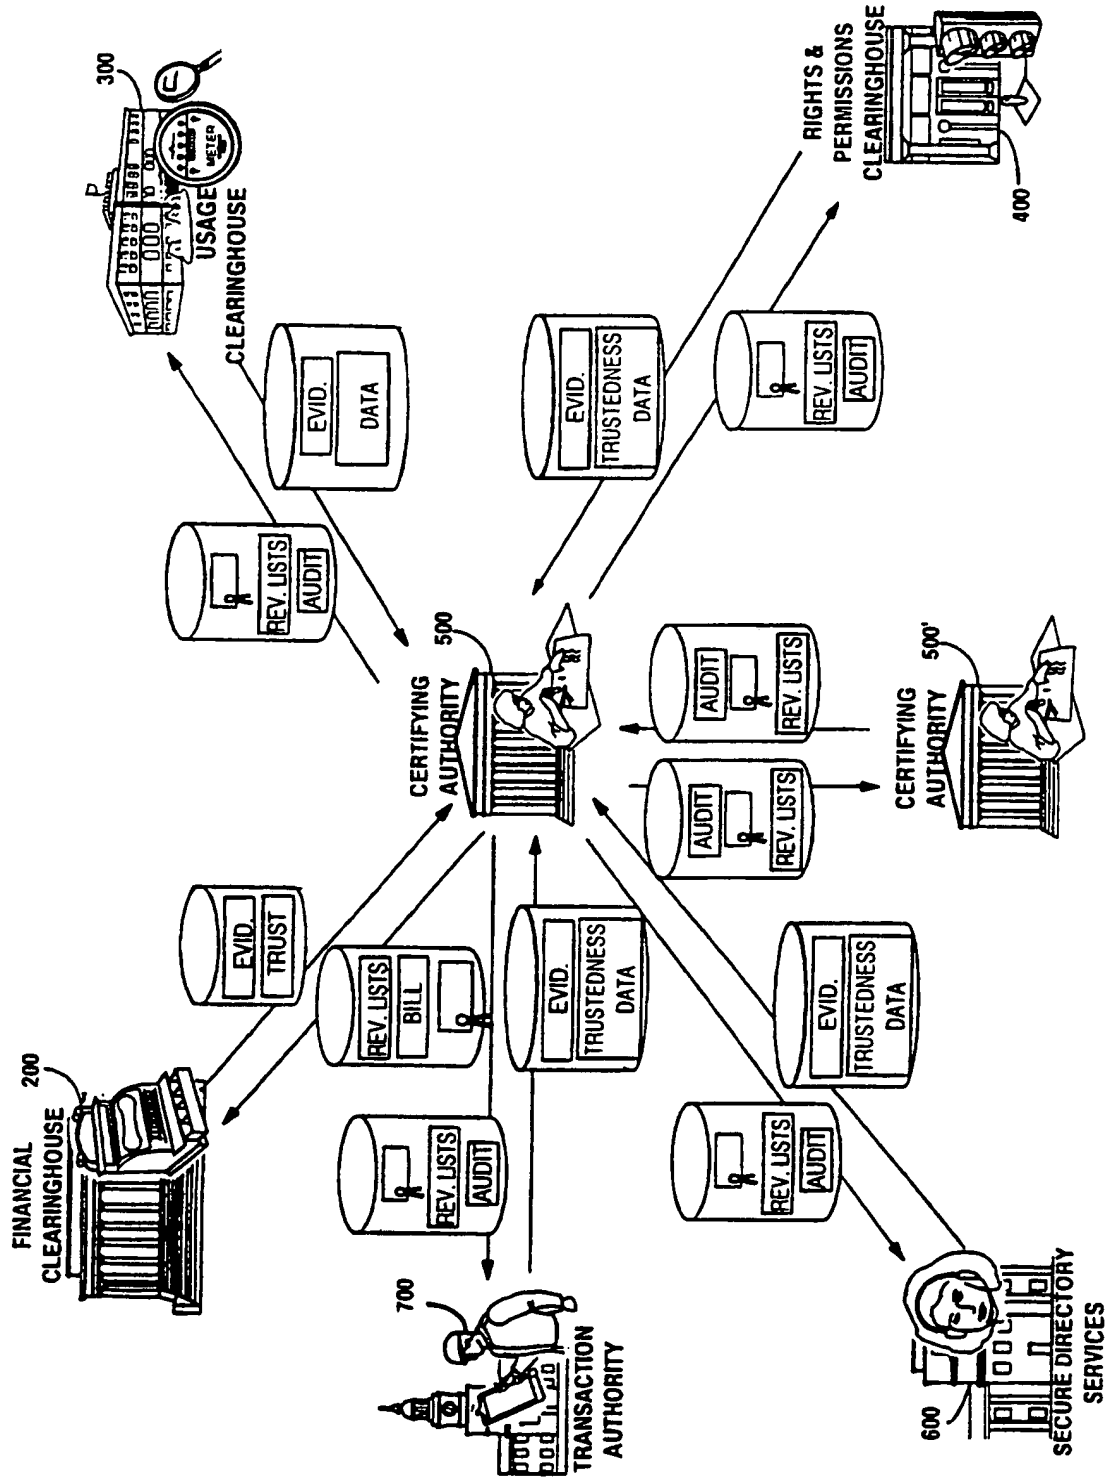 FINANCIAL
CLEARINGHOUSE
200
EVID.
TRUST
REV. LISTS
BILL
300
METER
USAGE
CLEARINGHOUSE
REV. LISTS
AUDIT
EVID.
DATA
700
TRANSACTION
AUTHORITY
REV. LISTS
AUDIT
EVID.
TRUSTEDNESS
DATA
CERTIFYING
AUTHORITY
500
EVID.
TRUSTEDNESS
DATA
REV. LISTS
AUDIT
RIGHTS &
PERMISSIONS
CLEARINGHOUSE
400
600
SECURE DIRECTORY
SERVICES
REV. LISTS
AUDIT
EVID.
TRUSTEDNESS
DATA
AUDIT
REV. LISTS
AUDIT
REV. LISTS
CERTIFYING
AUTHORITY
500'